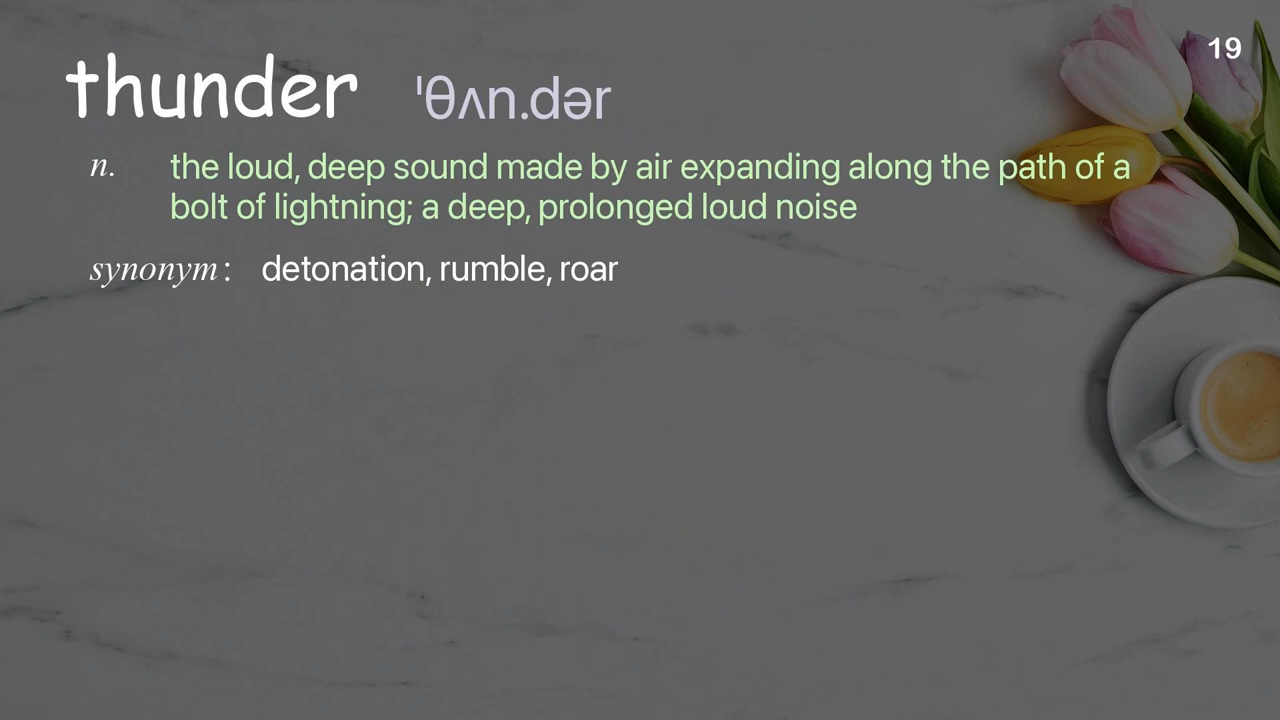 19
thunder ˈθʌn.dər
n. the loud, deep sound made by air expanding along the path of a
bolt of lightning; a deep, prolonged loud noise
synonym: detonation, rumble, roar